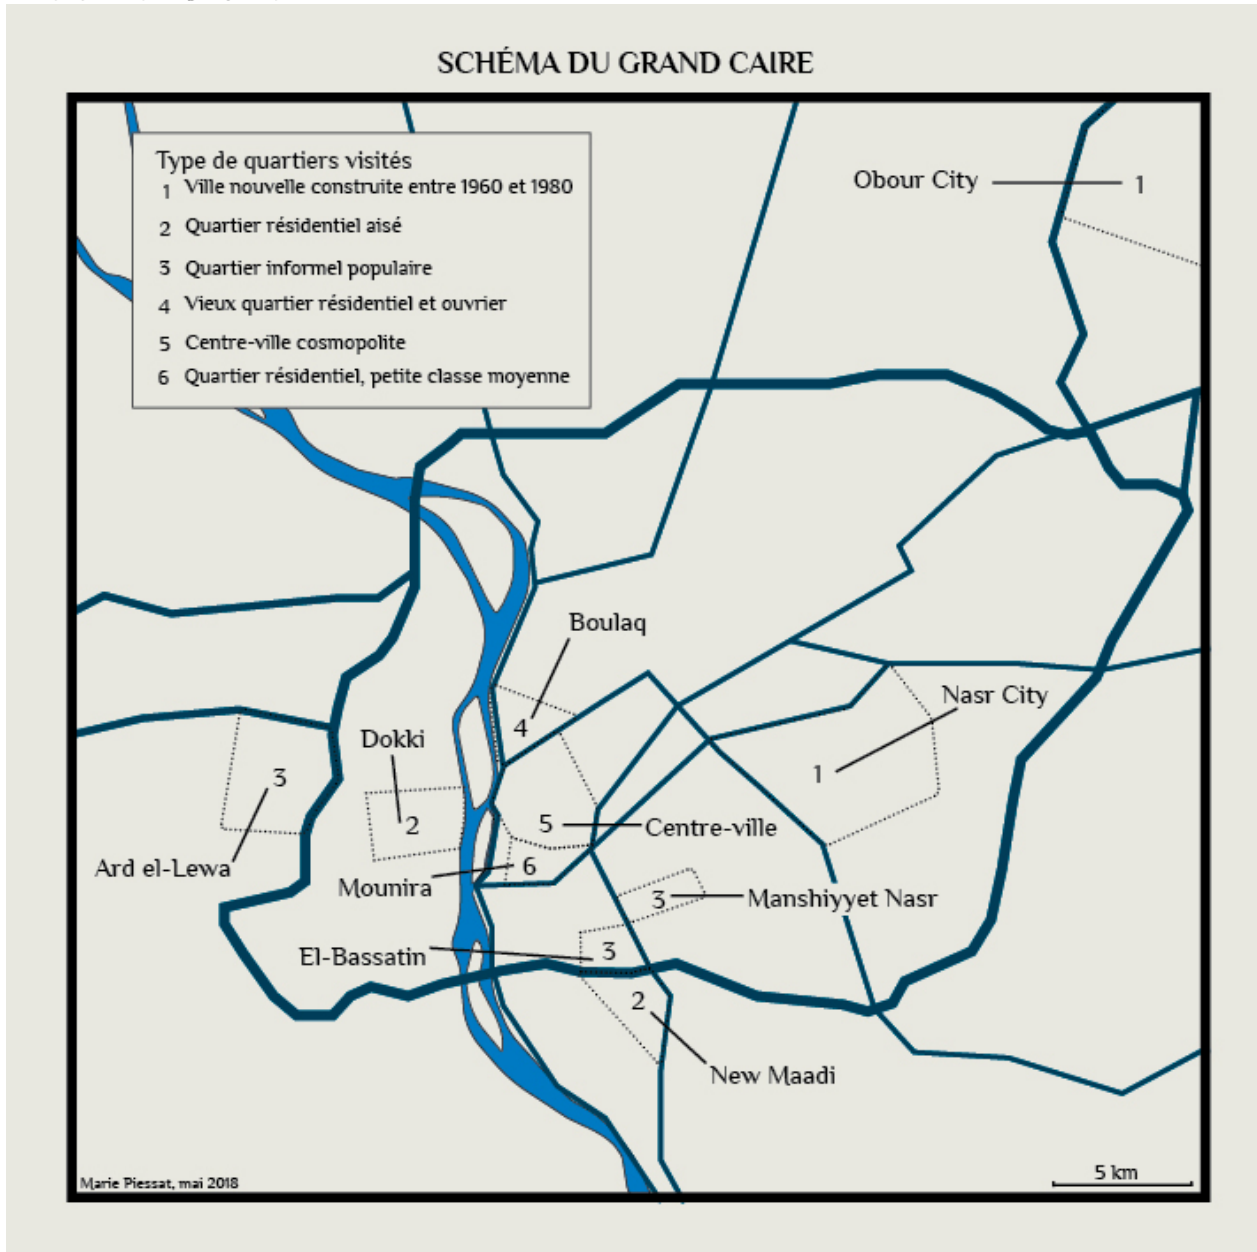 SCHÉMA DU GRAND CAIRE
Type de quartiers visités
1 Ville nouvelle construite entre 1960 et 1980
2 Quartier résidentiel aisé
3 Quartier informel populaire
4 Vieux quartier résidentiel et ouvrier
5 Centre-ville cosmopolite
6 Quartier résidentiel, petite classe moyenne
Obour City
1
Boulaq
4
Nasr City
1
Dokki
2
3
Ard el-Lewa
5
Centre-ville
6
Mounira
3
Manshiyyet Nasr
El-Bassatin
3
2
New Maadi
5 km
Marie Piessat, mai 2018